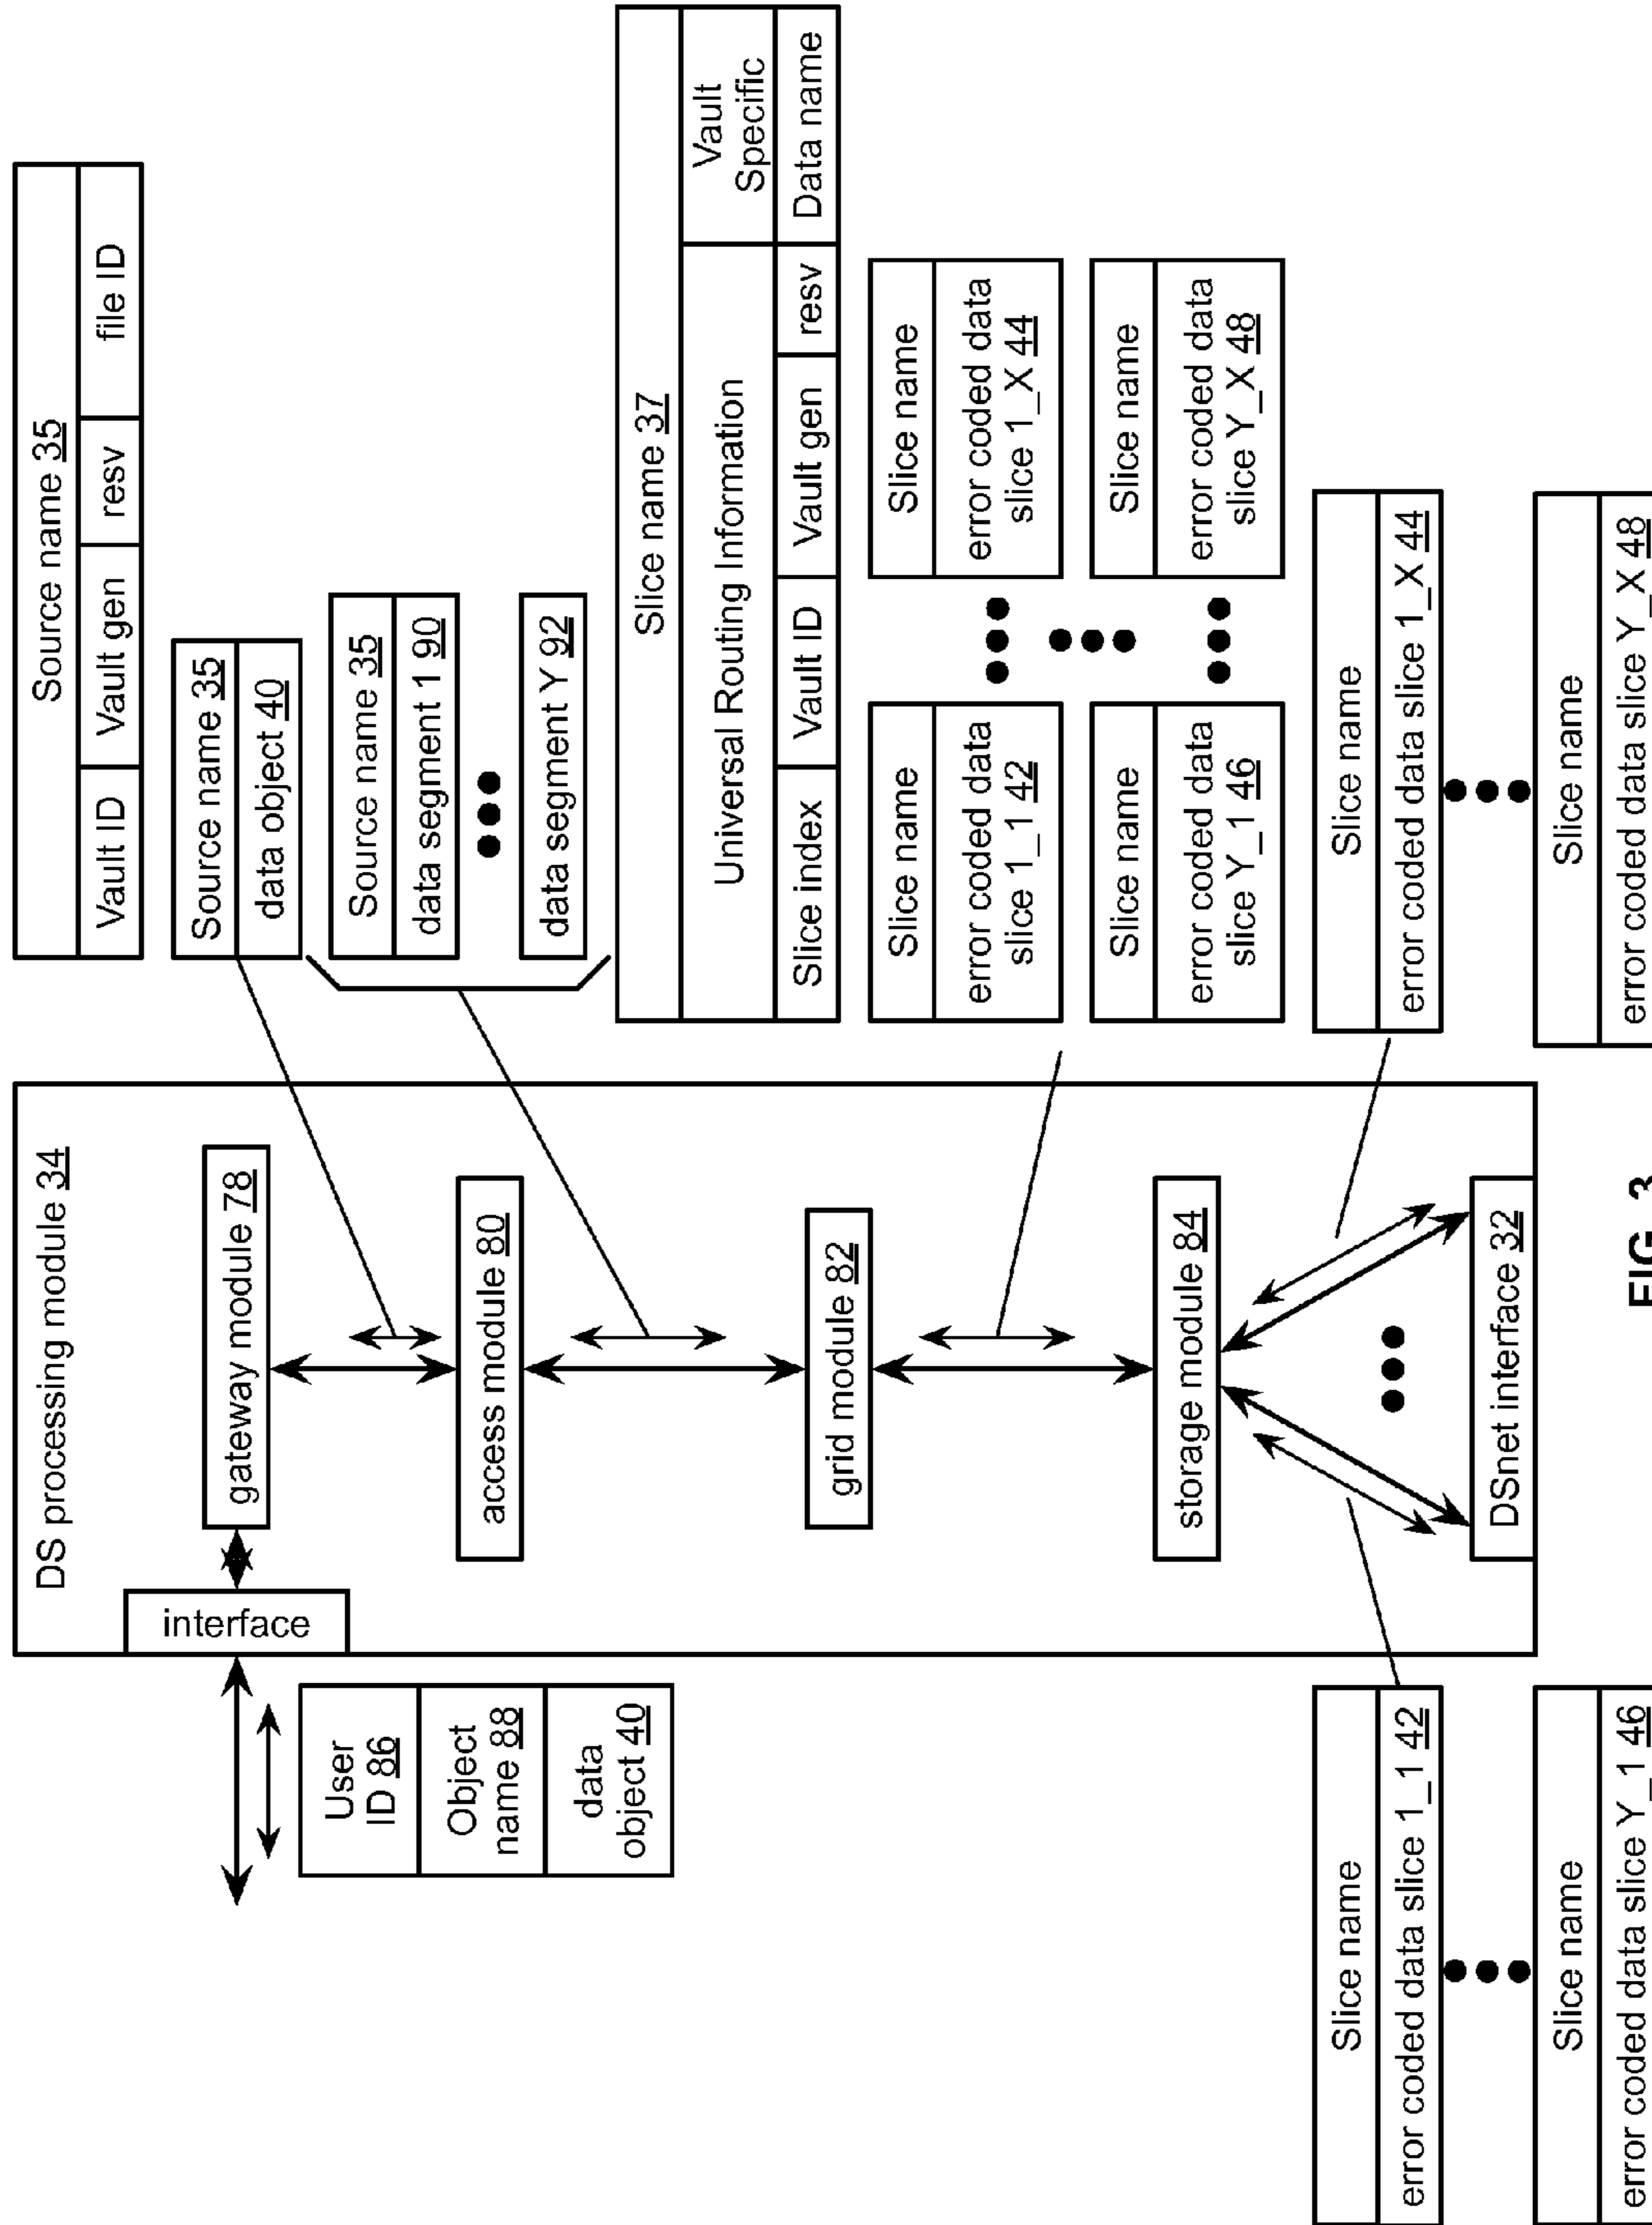 DS processing module 34
interface
gateway module 78
access module 80
grid module 82
storage module 84
DSnet interface 32
User
ID 86
Object
name 88
data
object 40
Source name 35
Vault ID
Vault gen
resv
file ID
Source name 35
data object 40
Source name 35
data segment 1 90
data segment Y 92
Slice name 37
Universal Routing Information
Vault
Specific
Slice index
Vault ID
Vault gen
resv
Data name
Slice name
error coded data
slice 1_1 42
Slice name
error coded data
slice 1_X 44
Slice name
error coded data
slice Y_1 46
Slice name
error coded data
slice Y_X 48
Slice name
error coded data slice 1_1 42
Slice name
error coded data slice Y_1 46
Slice name
error coded data slice 1_X 44
Slice name
error coded data slice Y_X 48
FIG. 3